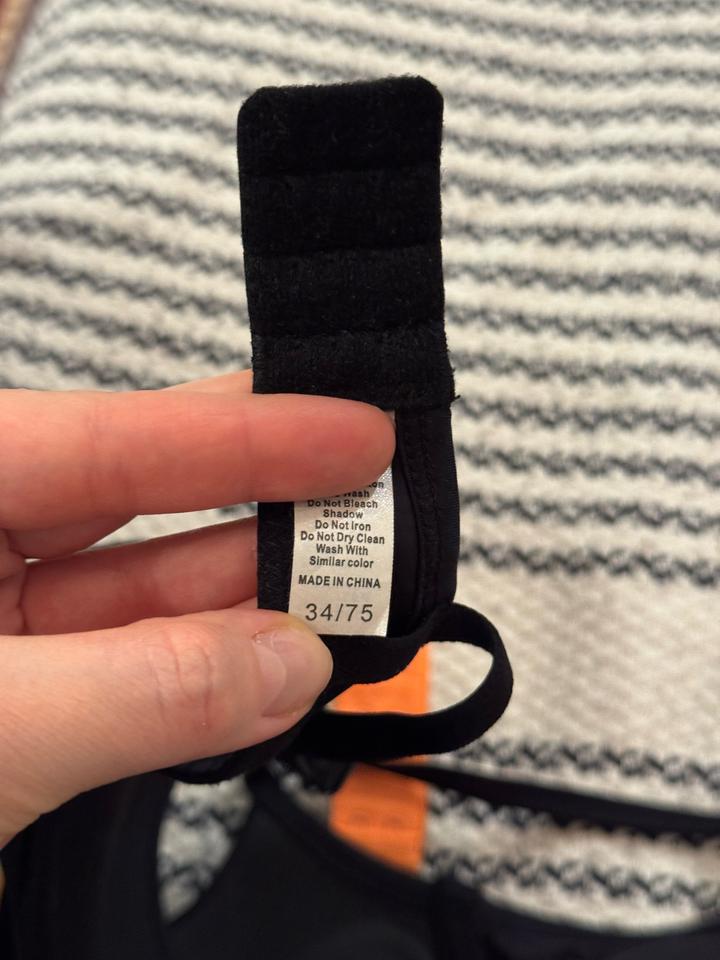 Wash
Do Not Bleach
Shadow
Do Not Iron
Do Not Dry Clean
Wash With
Similar color
MADE IN CHINA
34/75